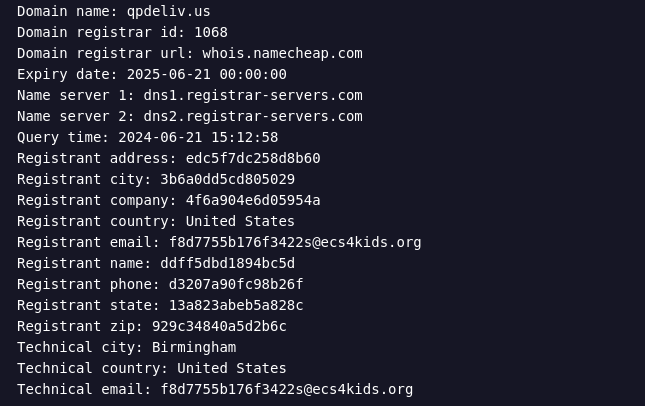 Domain name: qpdeliv.us
Domain registrar id: 1068
Domain registrar url: whois.namecheap.com
Expiry date: 2025-06-21 00:00:00
Name server 1: dns1.registrar-servers.com
Name server 2: dns2.registrar-servers.com
Query time: 2024-06-21 15:12:58
Registrant address: edc5f7dc258d8b60
Registrant city: 3b6a0dd5cd805029
Registrant company: 4f6a904e6d05954a
Registrant country: United States
Registrant email: f8d7755b176f3422s@ecs4kids.org
Registrant name: ddff5dbd1894bc5d
Registrant phone: d3207a90fc98b26f
Registrant state: 13a823abeb5a828c
Registrant zip: 929c34840a5d2b6c
Technical city: Birmingham
Technical country: United States
Technical email: f8d7755b176f3422s@ecs4kids.org